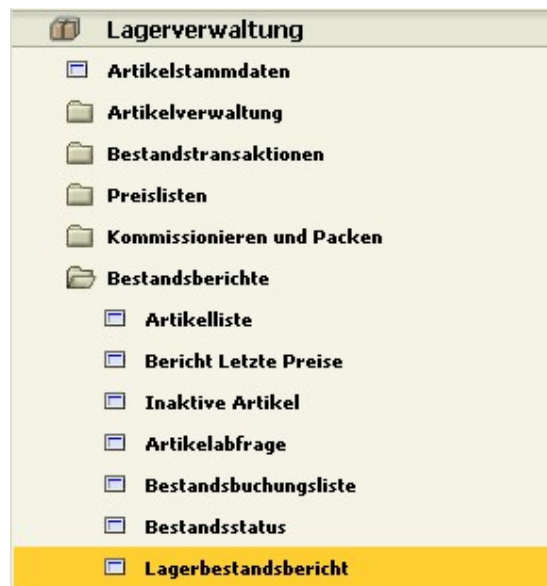 Lagerverwaltung
Artikelstammdaten
Artikelverwaltung
Bestandstransaktionen
Preislisten
Kommissionieren und Packen
Bestandsberichte
Artikelliste
Bericht Letzte Preise
Inaktive Artikel
Artikelabfrage
Bestandsbuchungsliste
Bestandsstatus
Lagerbestandsbericht